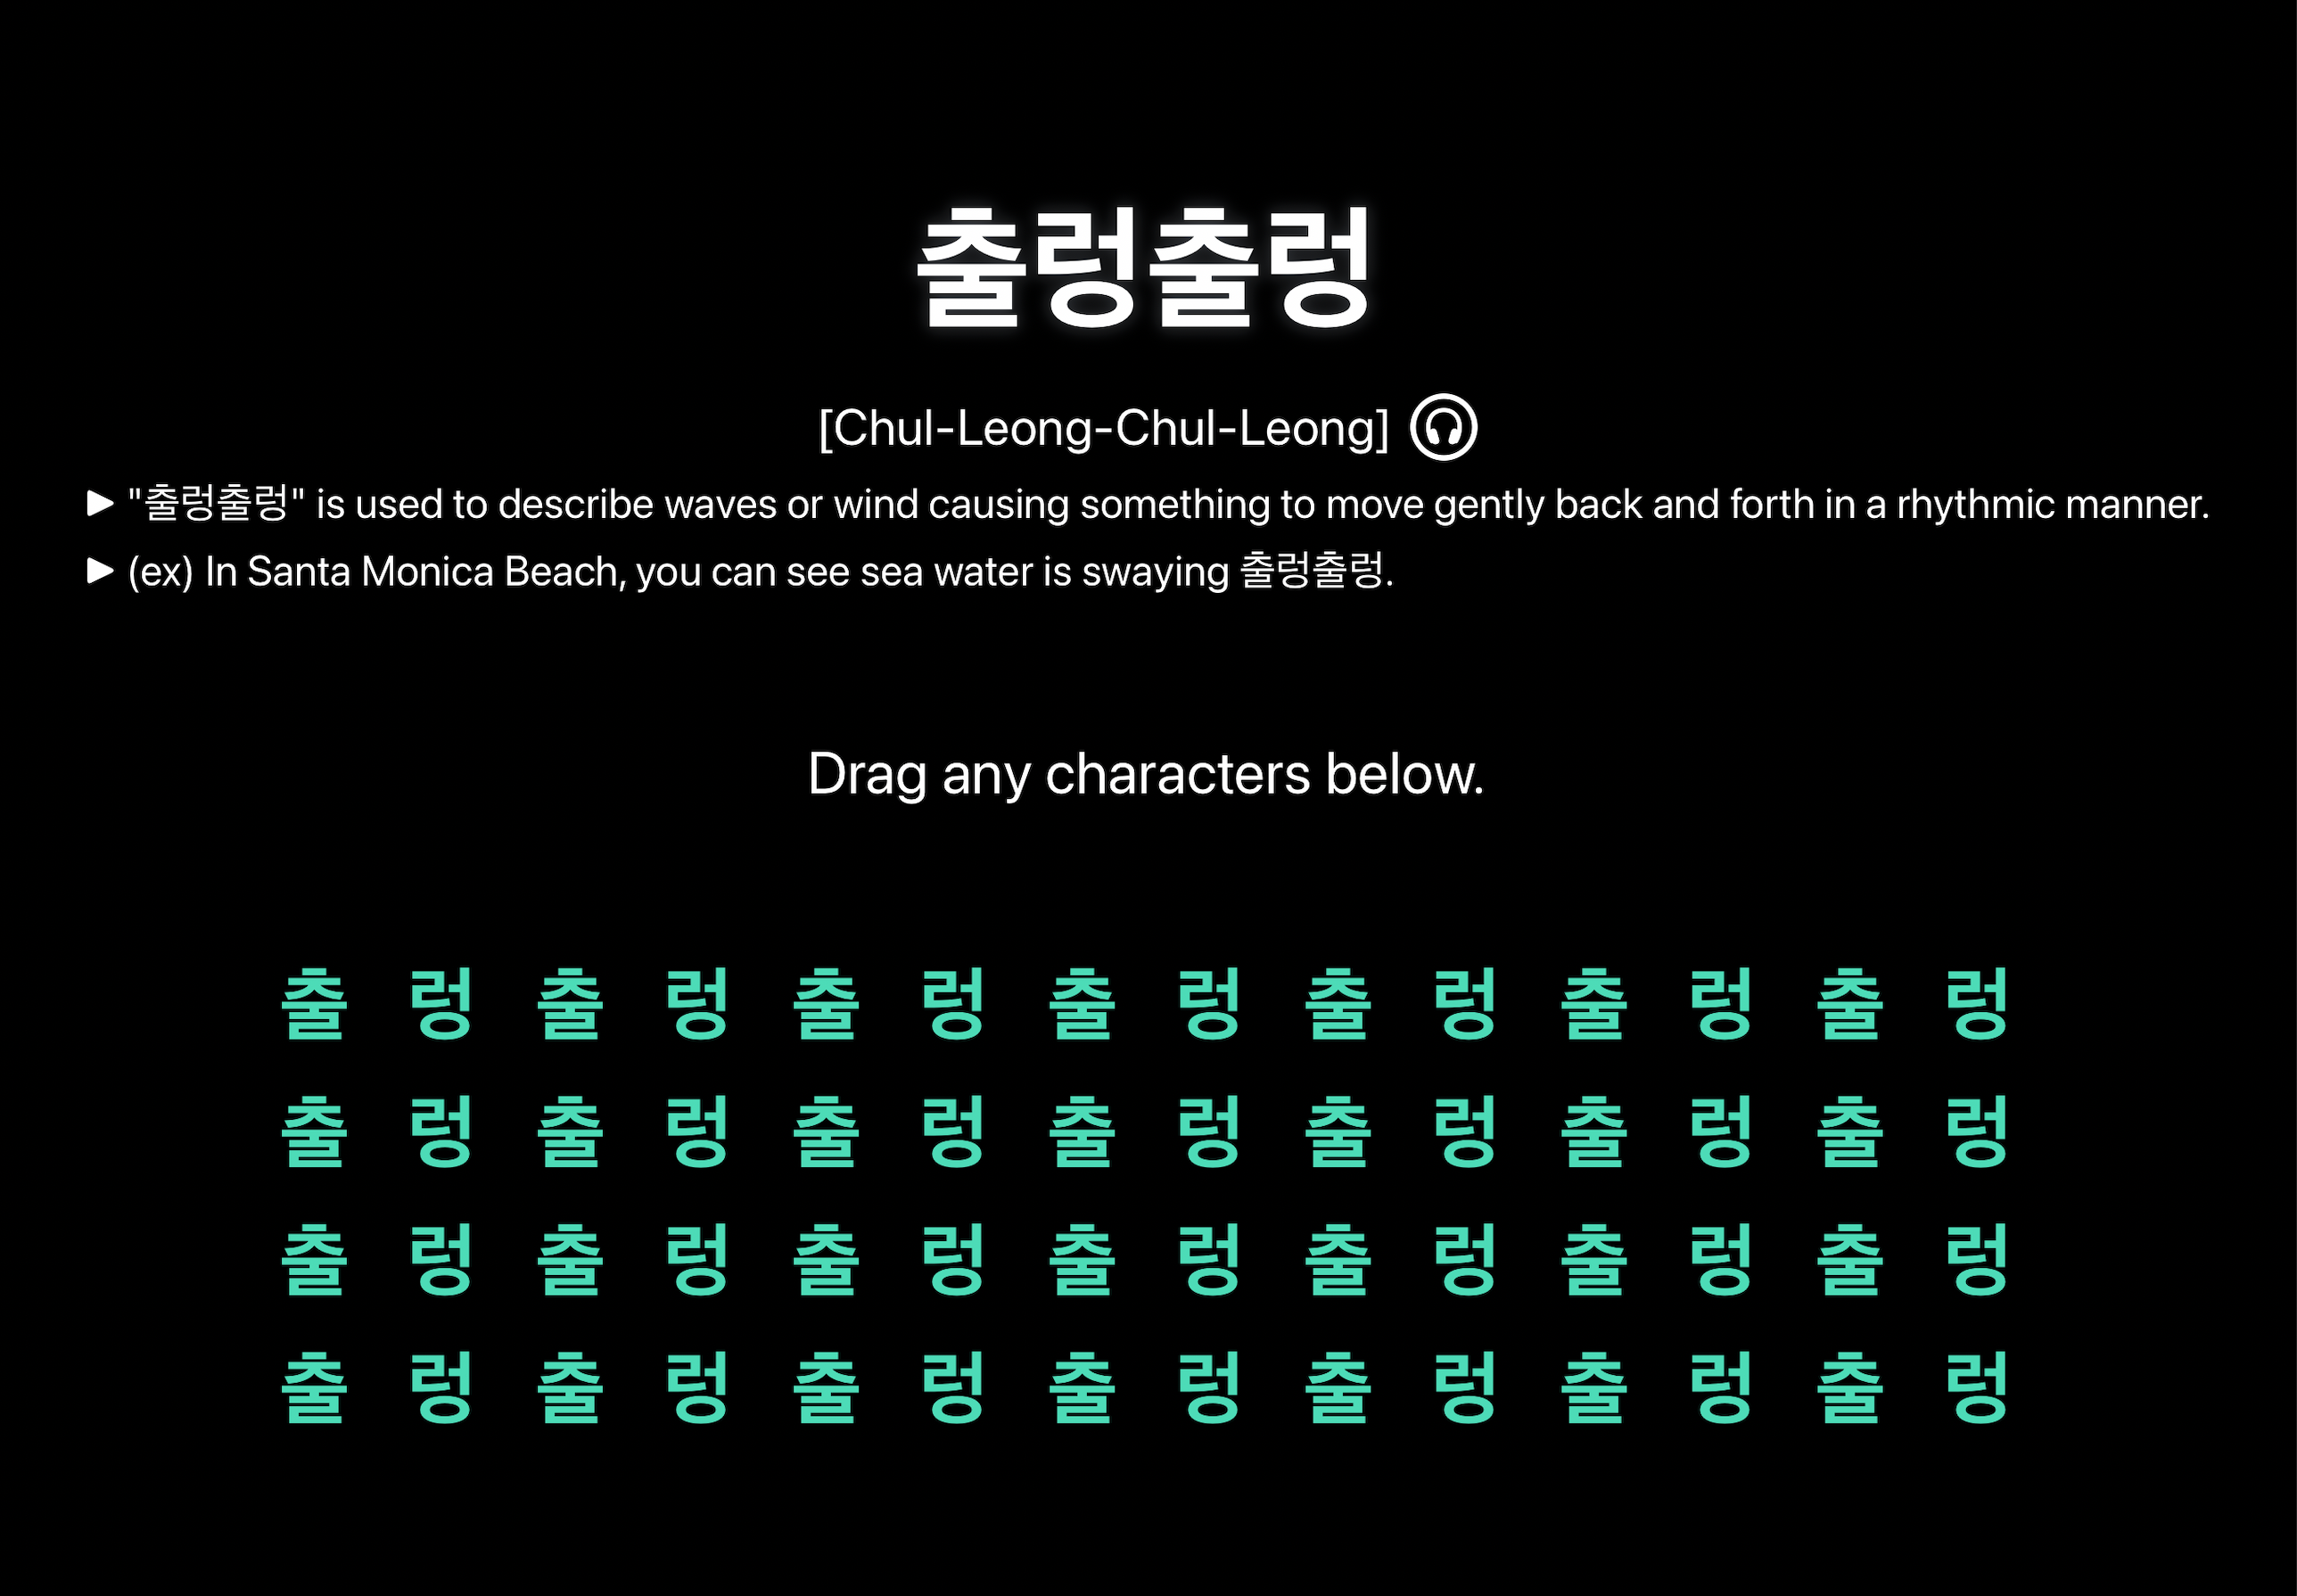 출렁출렁
[Chul-Leong-Chul-Leong]
▶ "출렁출렁" is used to describe waves or wind causing something to move gently back and forth in a rhythmic manner.
▶ (ex) In Santa Monica Beach, you can see sea water is swaying 출렁출렁.
Drag any characters below.
출 렁 출 렁 출 렁 출 렁 출 렁 출 렁 출 렁
출 렁 출 렁 출 렁 출 렁 출 렁 출 렁 출 렁
출 렁 출 렁 출 렁 출 렁 출 렁 출 렁 출 렁
출 렁 출 렁 출 렁 출 렁 출 렁 출 렁 출 렁